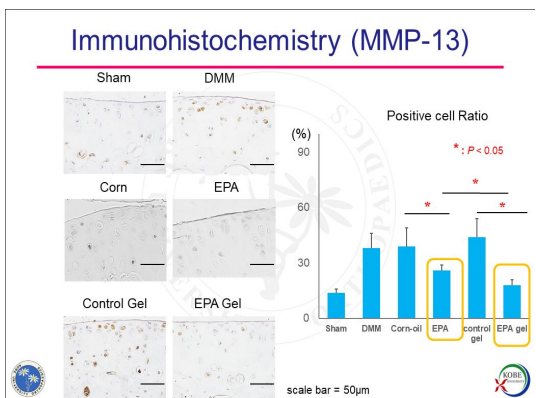 Immunohistochemistry (MMP-13)
Sham DMM
Corn EPA
Control Gel EPA Gel
Positive cell Ratio
(%)
* : P < 0.05
90
60
30
0
* * *
Sham DMM Corn-oil EPA control gel EPA gel
scale bar = 50μm
KOBE